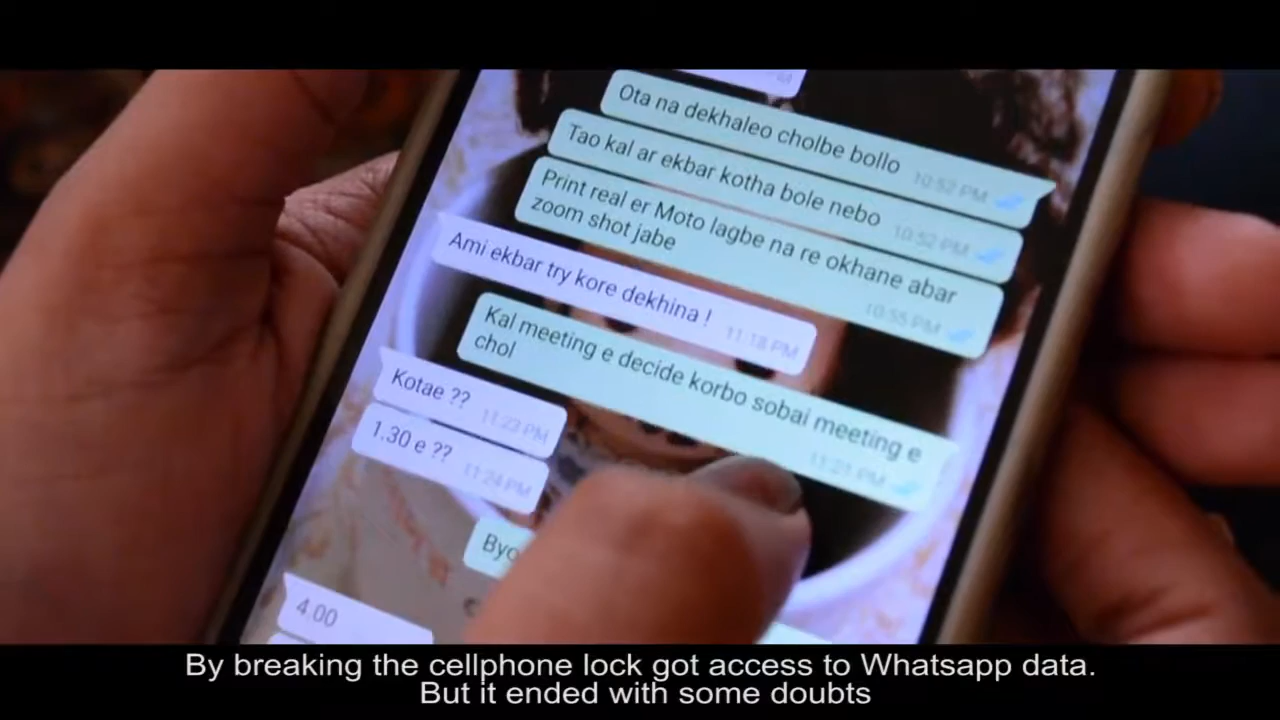 Ota na dekhaleo cholbe bollo
10:52 PM
Tao kal ar ekbar kotha bole nebo
10:52 PM
Print real er Moto lagbe na re okhane abar
zoom shot jabe
10:55 PM
Ami ekbar try kore dekhina !
11:18 PM
Kal meeting e decide korbo sobai meeting e
chol
11:21 PM
Kotae ??
11:23 PM
1.30 e ??
11:24 PM
4.00
By breaking the cellphone lock got access to Whatsapp data.
But it ended with some doubts